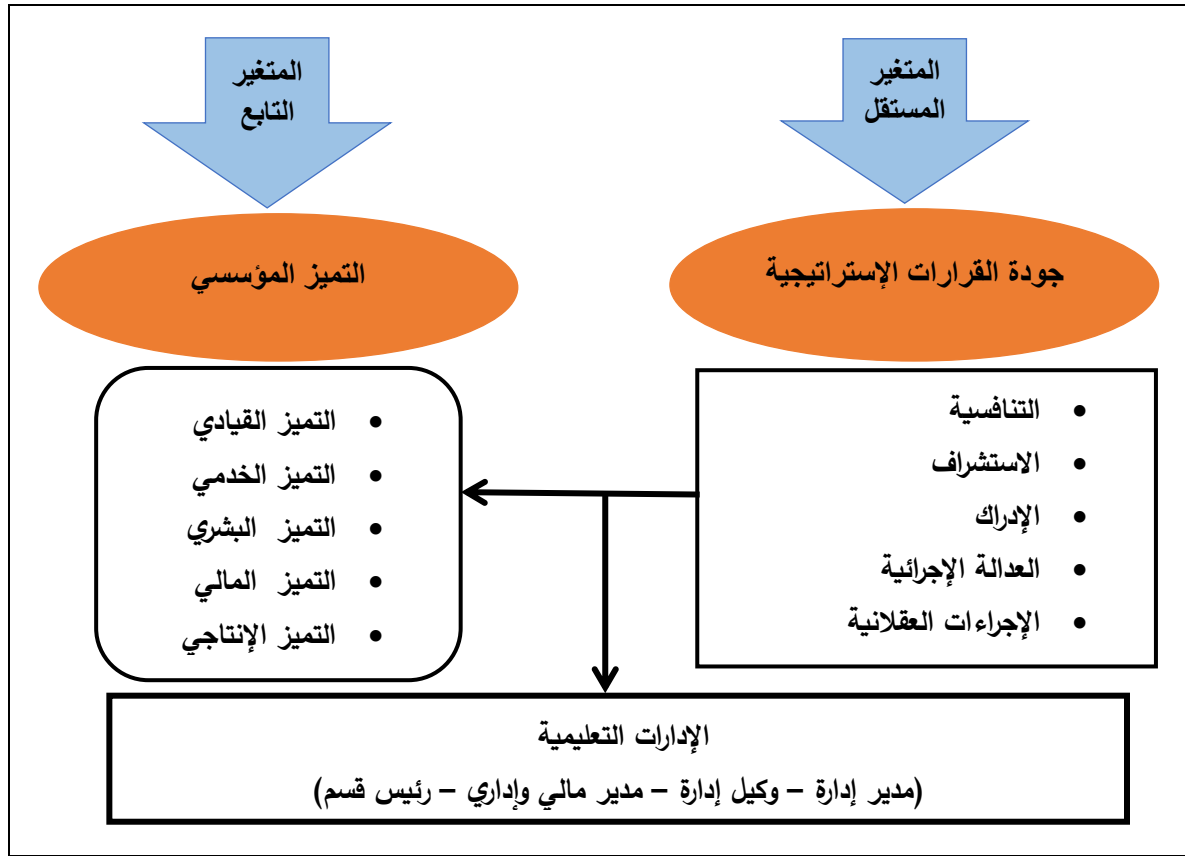 المتغير
المستقل
المتغير
التابع
جودة القرارات الإستراتيجية
التميز المؤسسي
• التنافسية
• الاستشراف
• الإدراك
• العدالة الإجرائية
• الإجراءات العقلانية
• التميز القيادي
• التميز الخدمي
• التميز البشري
• التميز المالي
• التميز الإنتاجي
الإدارات التعليمية
(مدير إدارة – وكيل إدارة – مدير مالي وإداري – رئيس قسم)